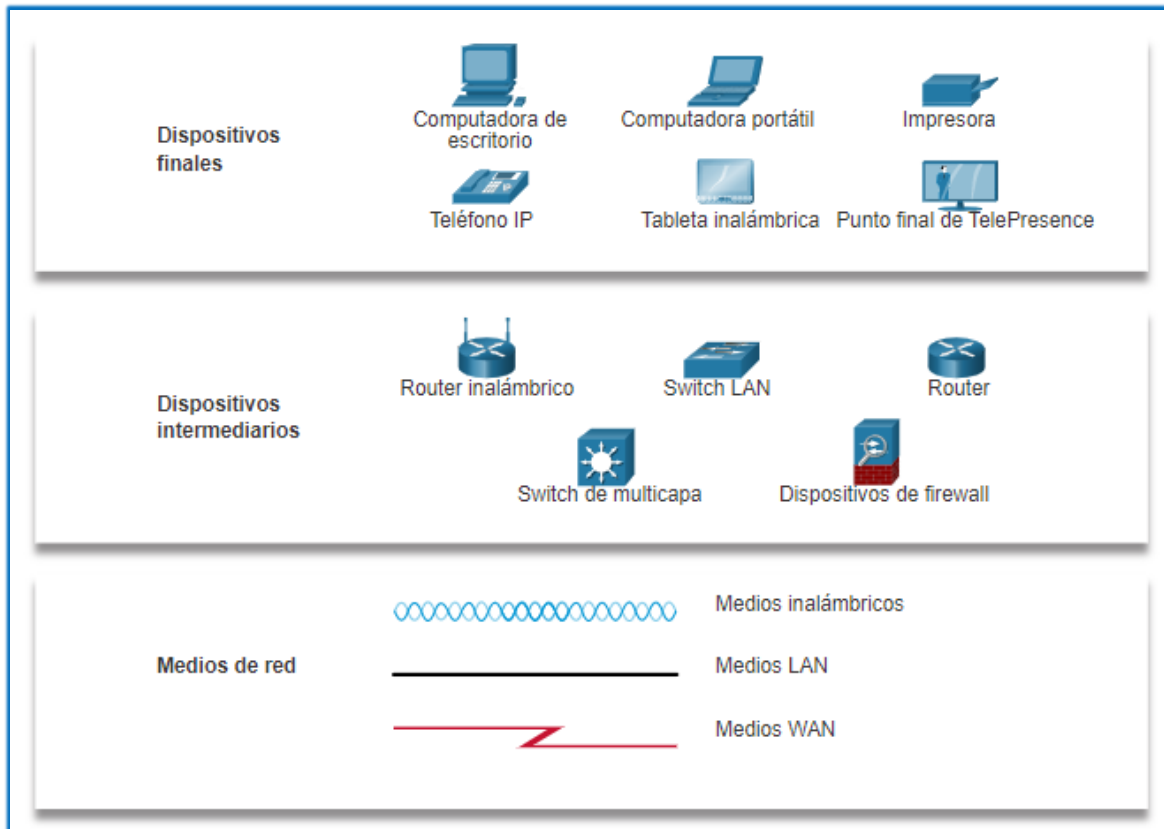 Dispositivos
finales
Computadora de
escritorio
Computadora portátil
Impresora
Teléfono IP
Tableta inalámbrica
Punto final de TelePresence
Dispositivos
intermediarios
Router inalámbrico
Switch LAN
Router
Switch de multicapa
Dispositivos de firewall
Medios de red
Medios inalámbricos
Medios LAN
Medios WAN